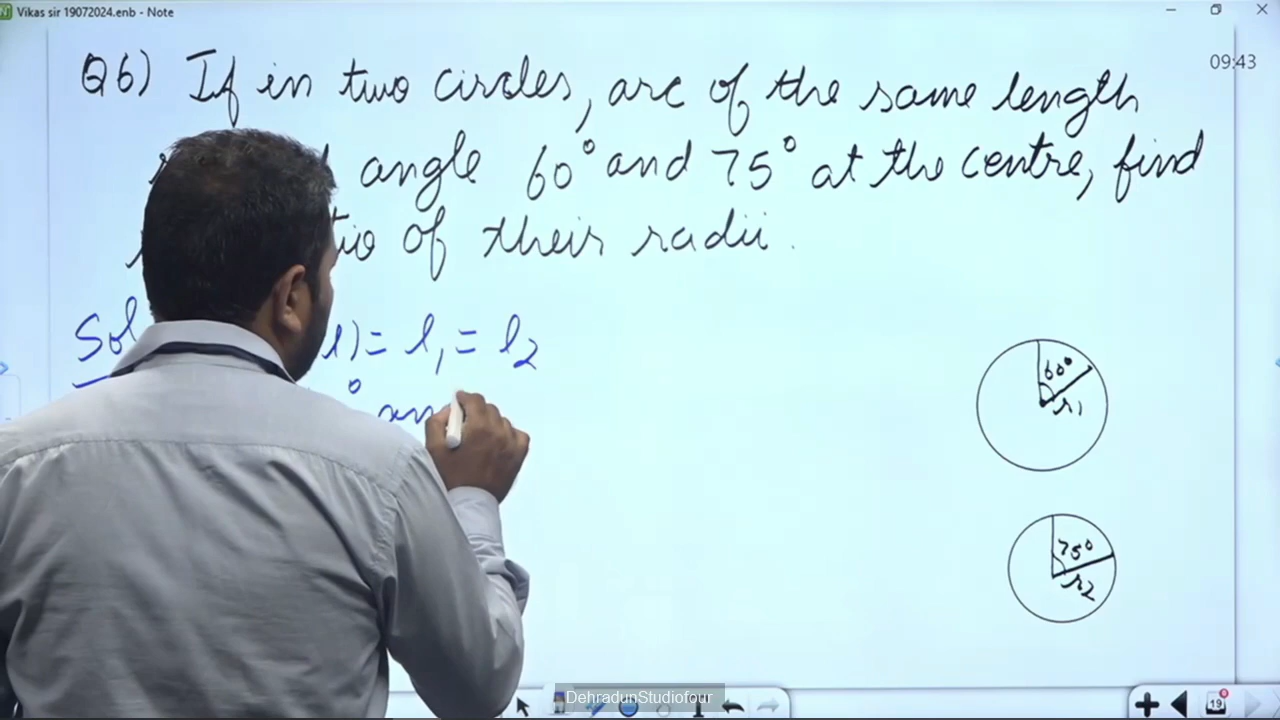 Vikas sir 19072024.enb - Note
09:43
Q6) If in two circles, arc of the same length
angle 60° and 75° at the centre, find
of their radii.
Sol l) = l₁ = l₂
60°
r₁
75°
r₂
DehradunStudiofour
19